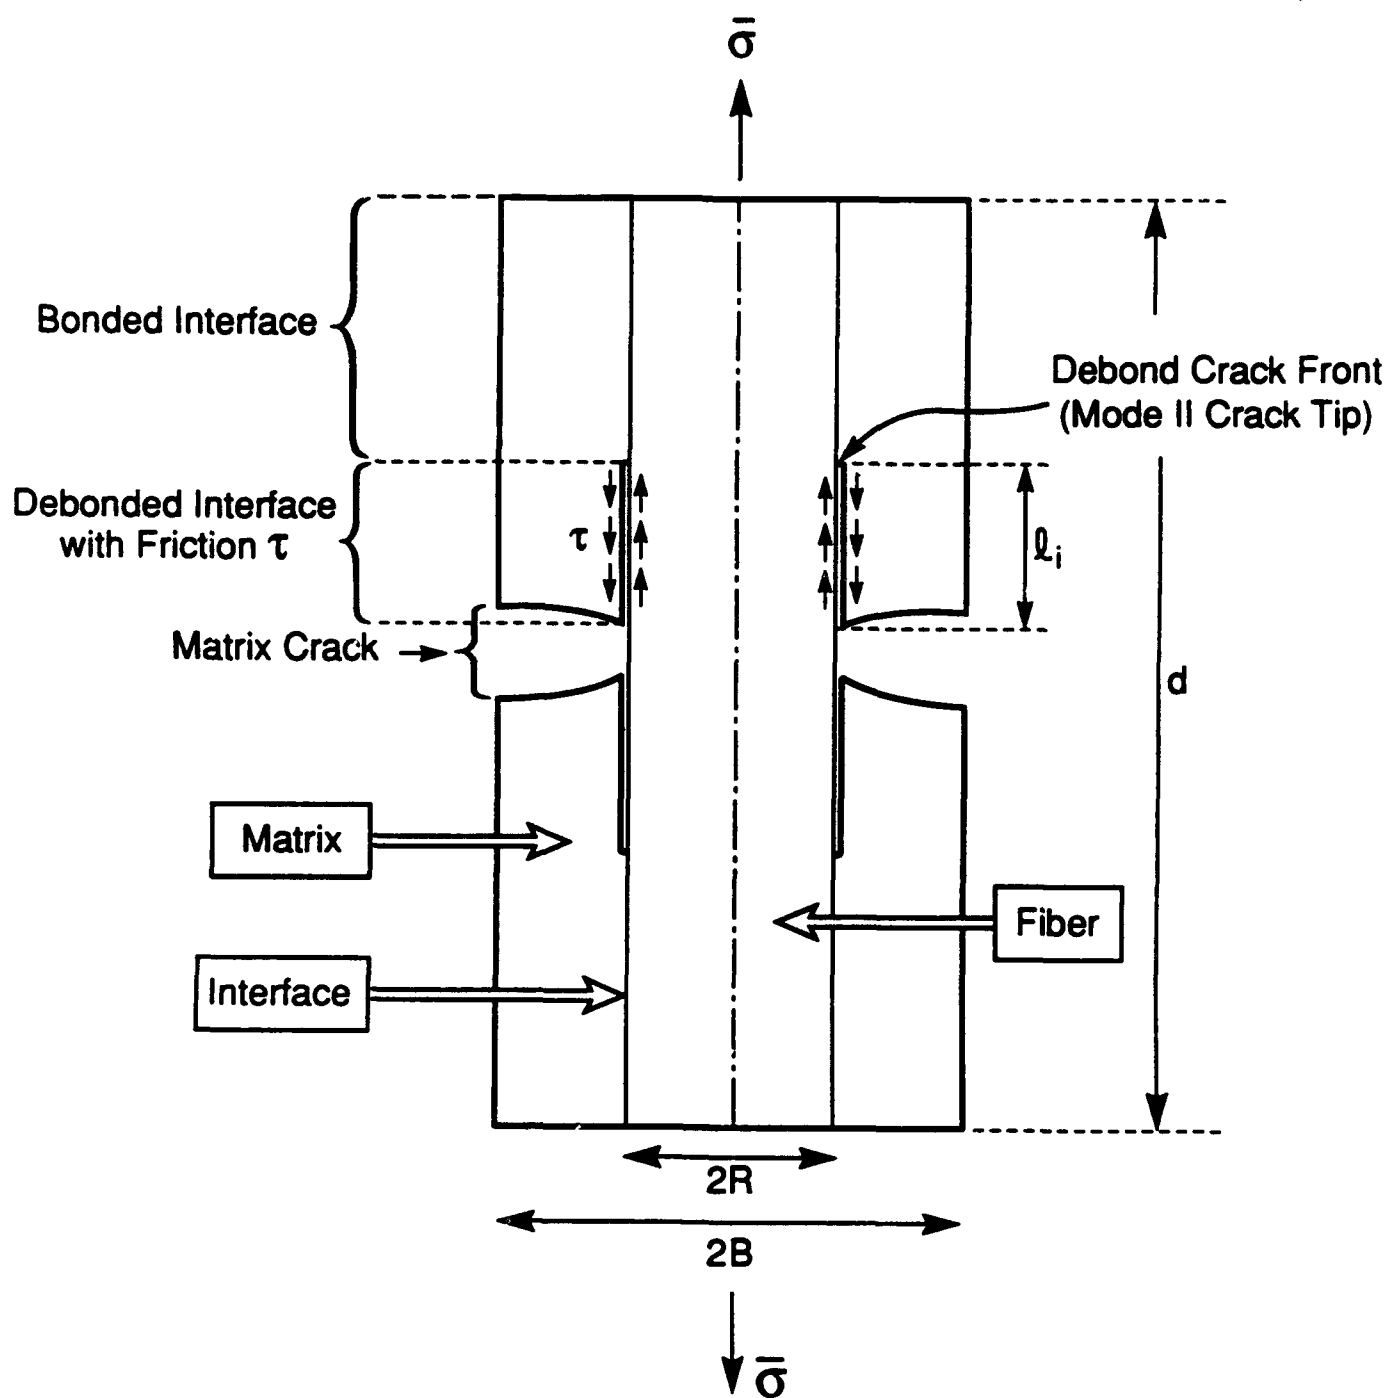 σ̄
Bonded Interface
Debond Crack Front
(Mode II Crack Tip)
Debonded Interface
with Friction τ
τ
ℓi
Matrix Crack
d
Matrix
Fiber
Interface
2R
2B
σ̄